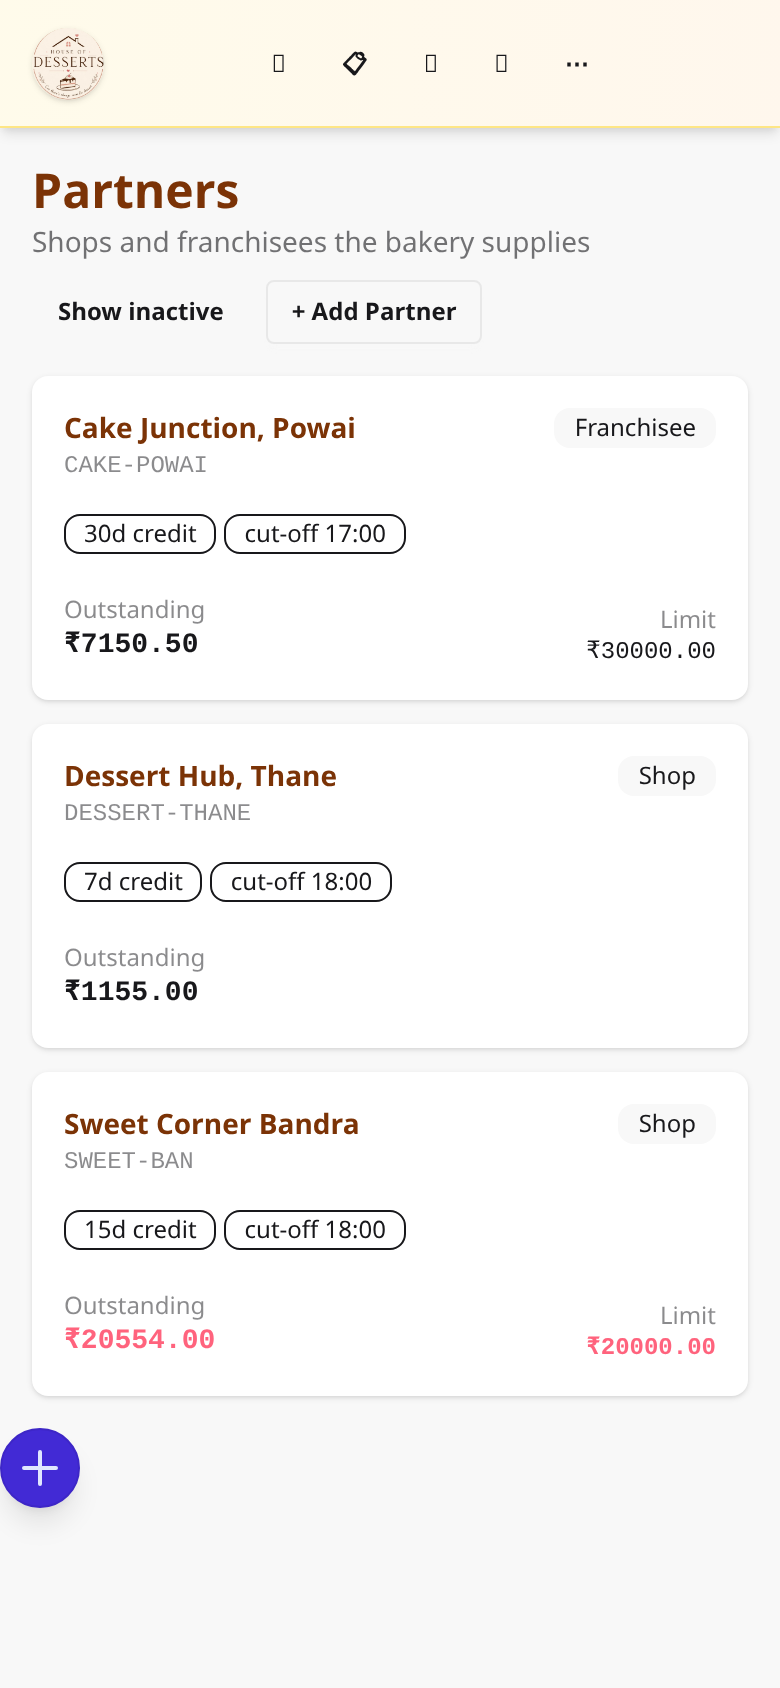 HOUSE OF
DESSERTS
...
Partners
Shops and franchisees the bakery supplies
Show inactive
+ Add Partner
Cake Junction, Powai
Franchisee
CAKE-POWAI
30d credit
cut-off 17:00
Outstanding
Limit
₹7150.50
₹30000.00
Dessert Hub, Thane
Shop
DESSERT-THANE
7d credit
cut-off 18:00
Outstanding
₹1155.00
Sweet Corner Bandra
Shop
SWEET-BAN
15d credit
cut-off 18:00
Outstanding
Limit
₹20554.00
₹20000.00